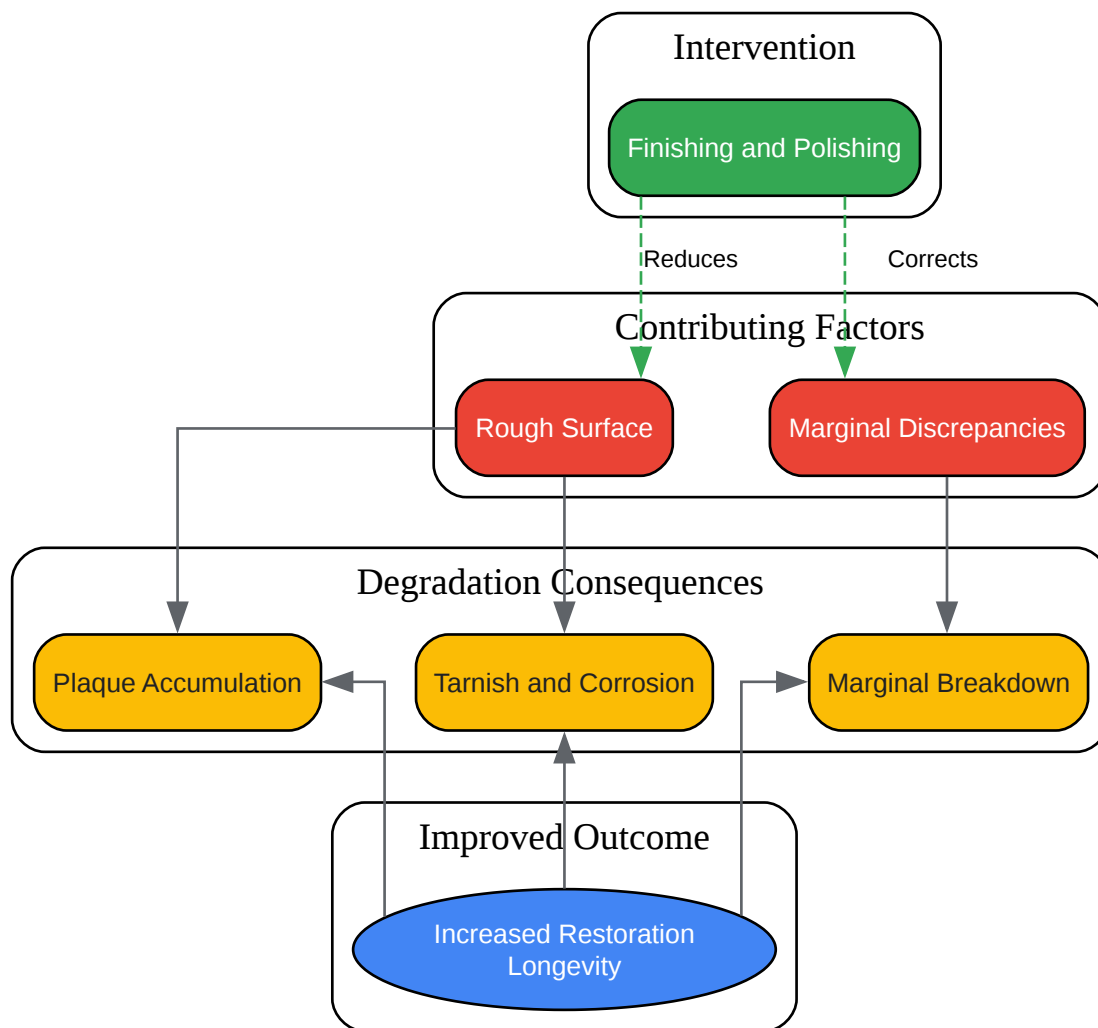 Intervention
Finishing and Polishing
Reduces
Corrects
Contributing Factors
Rough Surface
Marginal Discrepancies
Degradation Consequences
Plaque Accumulation
Tarnish and Corrosion
Marginal Breakdown
Improved Outcome
Increased Restoration
Longevity